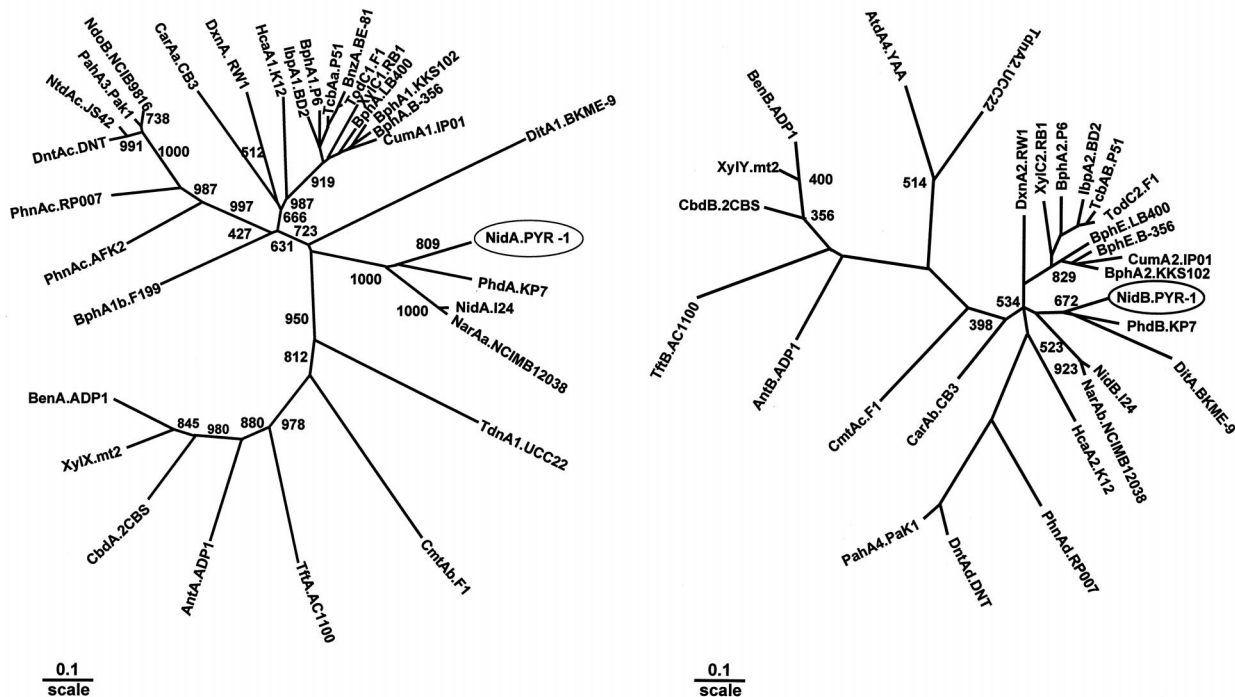 NdoB.NCIB9816
PahA3.Pak1
NtdAc.JS42
DntAc.DNT
738
991
1000
CarAa.CB3
DxnA. RW1
HcaA1.K12
IbpA1.BD2
BphA1.P6
TcbAa.P51
BnzA.BE-81
TodC1.F1
XylC1.RB1
BphA.LB400
BphA1.KKS102
BphA.B-356
CumA1.IP01
DitA1.BKME-9
512
919
987
666
PhnAc.RP007
987
997
PhnAc.AFK2
427
631
723
BphA1b.F199
809
NidA.PYR -1
1000
PhdA.KP7
1000
NidA.I24
NarAa.NCIMB12038
950
812
TdnA1.UCC22
BenA.ADP1
845
980
880
978
XylX.mt2
CbdA.2CBS
AntA.ADP1
TftA.AC1100
CmtAb.F1
0.1
scale
AtdA4.YAA
TdnA2.UCC22
BenB.ADP1
514
XylY.mt2
400
CbdB.2CBS
356
DxnA2.RW1
XylC2.RB1
BphA2.P6
IbpA2.BD2
TcbAB.P51
TodC2.F1
BphE.LB400
BphE.B-356
CumA2.IP01
829
BphA2.KKS102
TftB.AC1100
AntB.ADP1
534
672
NidB.PYR-1
398
PhdB.KP7
523
923
DitA.BKME-9
NidB.I24
NarAb.NCIMB12038
HcaA2.K12
CmtAc.F1
CarAb.CB3
PahA4.PaK1
DntAd.DNT
PhnAd.RP007
0.1
scale